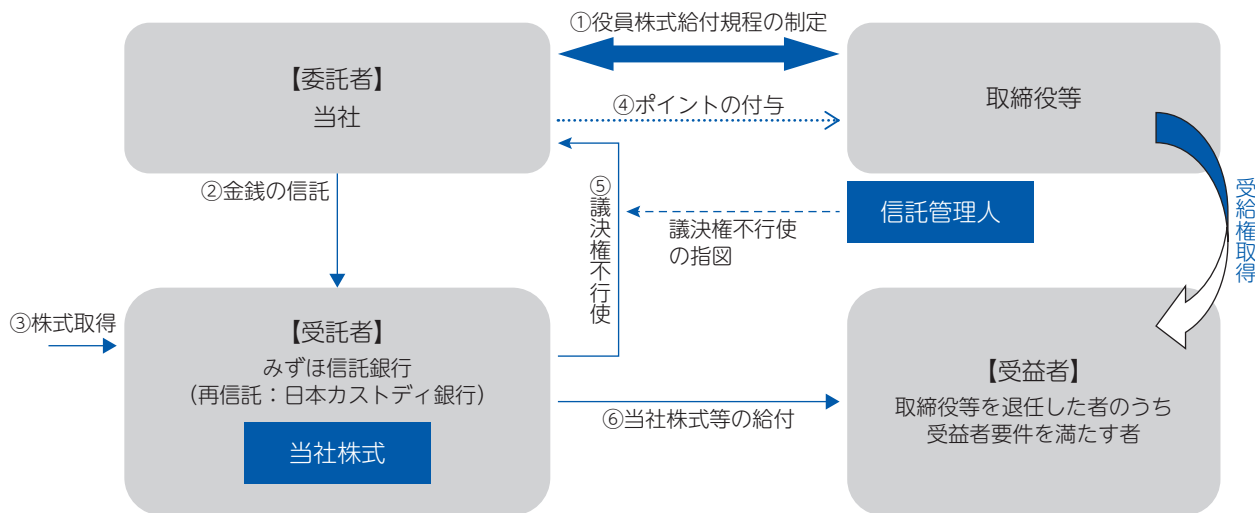 ①役員株式給付規程の制定
【委託者】
当社
取締役等
④ポイントの付与
②金銭の信託
⑤議決権不行使
議決権不行使
の指図
信託管理人
受給権取得
③株式取得
【受託者】
みずほ信託銀行
（再信託：日本カストディ銀行）
当社株式
⑥当社株式等の給付
【受益者】
取締役等を退任した者のうち
受益者要件を満たす者